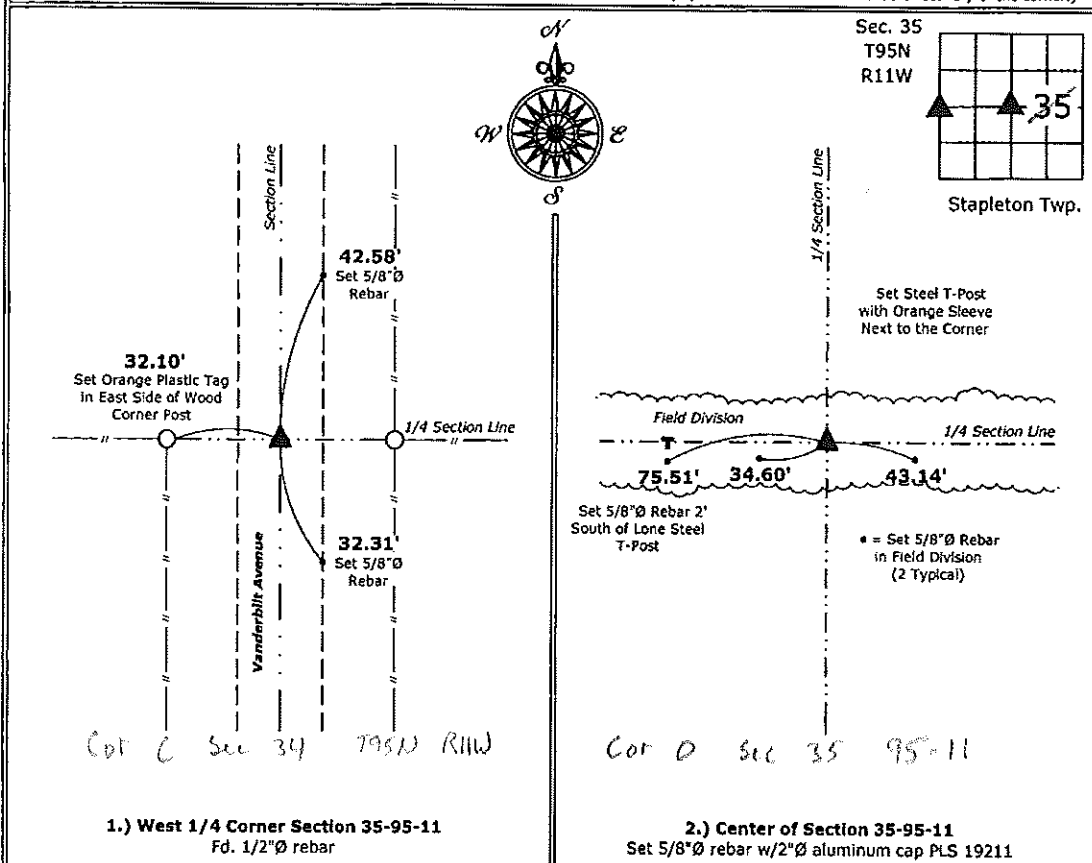 N
W
E
S
Sec. 35
T95N
R11W
35
Stapleton Twp.
Section Line
42.58'
Set 5/8"Ø
Rebar
32.10'
Set Orange Plastic Tag
in East Side of Wood
Corner Post
1/4 Section Line
32.31'
Set 5/8"Ø
Rebar
Vanderbilt Avenue
Cor C Sec 34 T95N R11W
1.) West 1/4 Corner Section 35-95-11
Fd. 1/2"Ø rebar
1/4 Section Line
Set Steel T-Post
with Orange Sleeve
Next to the Corner
Field Division
1/4 Section Line
T
75.51'
34.60'
43.14'
Set 5/8"Ø Rebar 2'
South of Lone Steel
T-Post
• = Set 5/8"Ø Rebar
in Field Division
(2 Typical)
Cor D Sec 35 95-11
2.) Center of Section 35-95-11
Set 5/8"Ø rebar w/2"Ø aluminum cap PLS 19211